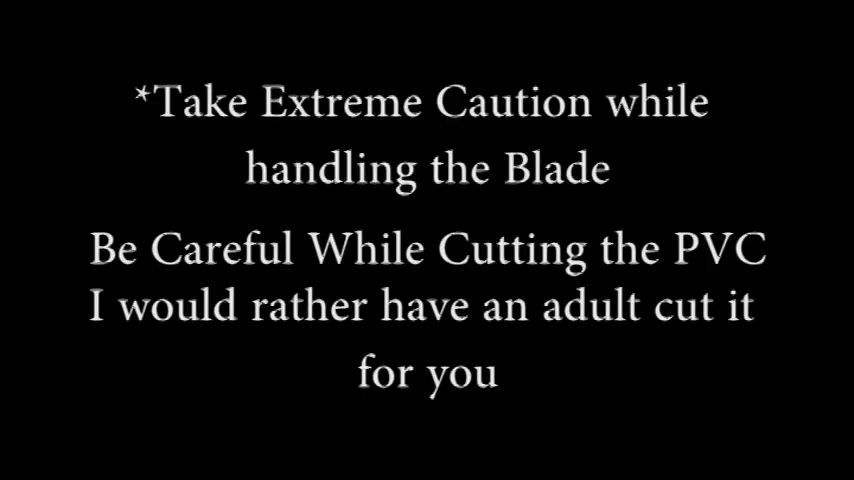 *Take Extreme Caution while
handling the Blade
Be Careful While Cutting the PVC
I would rather have an adult cut it
for you